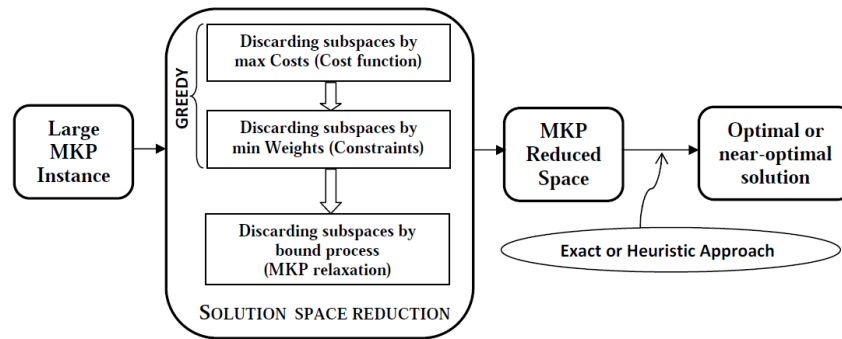 Large
MKP
Instance
GREEDY
Discarding subspaces by
max Costs (Cost function)
Discarding subspaces by
min Weights (Constraints)
Discarding subspaces by
bound process
(MKP relaxation)
SOLUTION SPACE REDUCTION
MKP
Reduced
Space
Optimal or
near-optimal
solution
Exact or Heuristic Approach